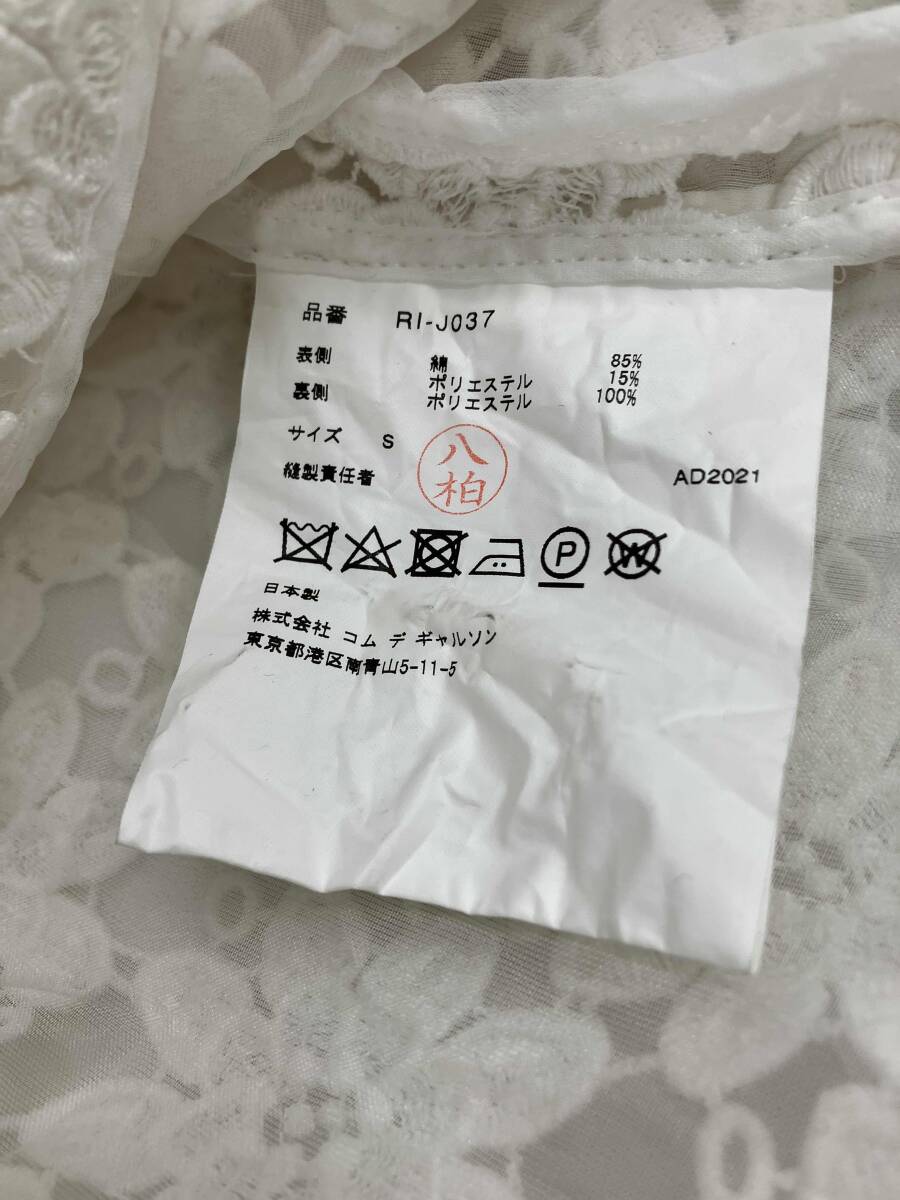 品番 RI-J037
表側 綿 85%
ポリエステル 15%
裏側 ポリエステル 100%
サイズ S
縫製責任者 八柏 AD2021
P W
日本製
株式会社 コム デ ギャルソン
東京都港区南青山5-11-5